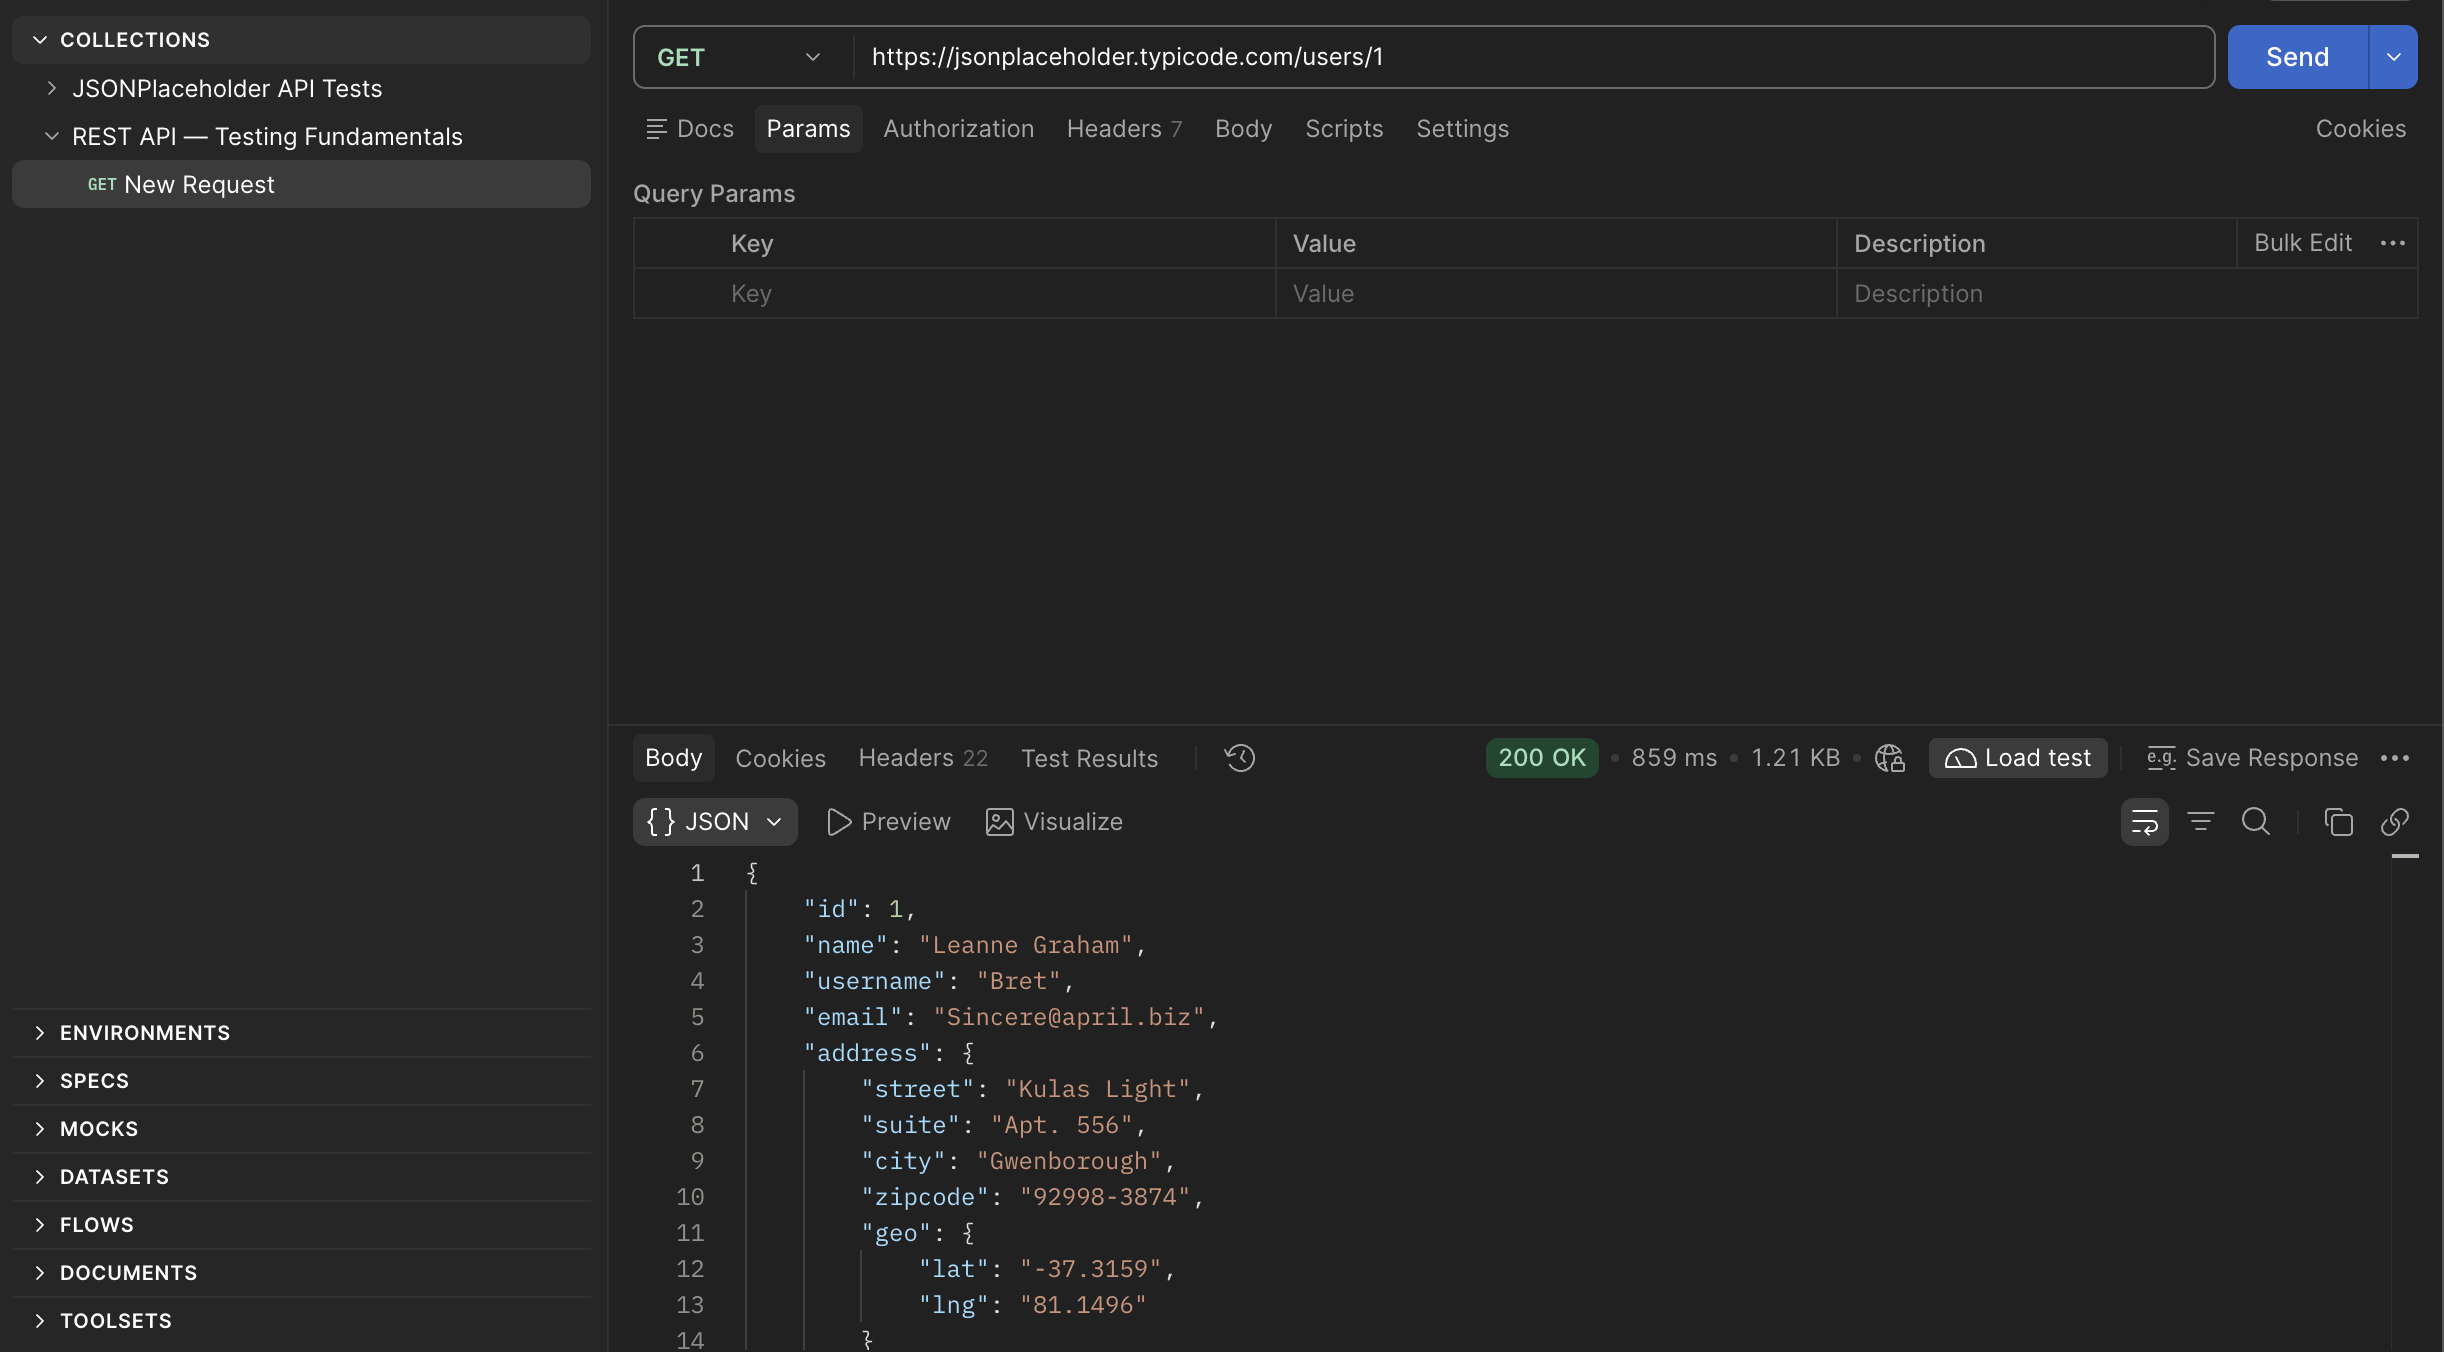 COLLECTIONS
JSONPlaceholder API Tests
REST API — Testing Fundamentals
GET New Request
ENVIRONMENTS
SPECS
MOCKS
DATASETS
FLOWS
DOCUMENTS
TOOLSETS
GET https://jsonplaceholder.typicode.com/users/1 Send
Docs Params Authorization Headers 7 Body Scripts Settings Cookies
Query Params
Key Value Description Bulk Edit
Key Value Description
Body Cookies Headers 22 Test Results 200 OK • 859 ms • 1.21 KB • Load test e.g. Save Response
{} JSON Preview Visualize
1 {
2 "id": 1,
3 "name": "Leanne Graham",
4 "username": "Bret",
5 "email": "Sincere@april.biz",
6 "address": {
7 "street": "Kulas Light",
8 "suite": "Apt. 556",
9 "city": "Gwenborough",
10 "zipcode": "92998-3874",
11 "geo": {
12 "lat": "-37.3159",
13 "lng": "81.1496"
14 }